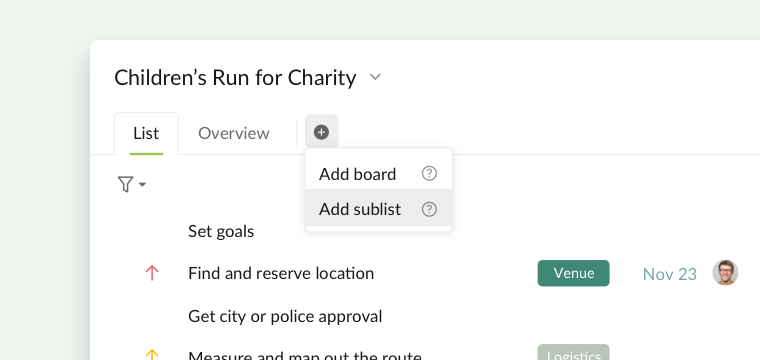 Children’s Run for Charity
List Overview
Add board
Add sublist
Set goals
Find and reserve location Venue Nov 23
Get city or police approval
Measure and map out the route Logistics